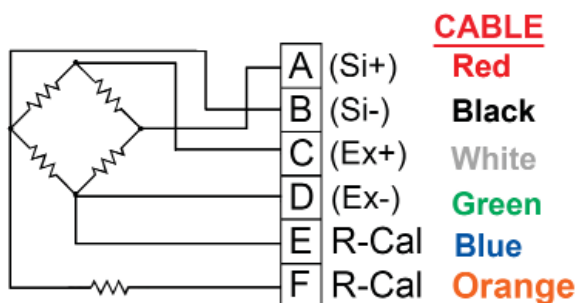 CABLE
A (Si+) Red
B (Si-) Black
C (Ex+) White
D (Ex-) Green
E R-Cal Blue
F R-Cal Orange